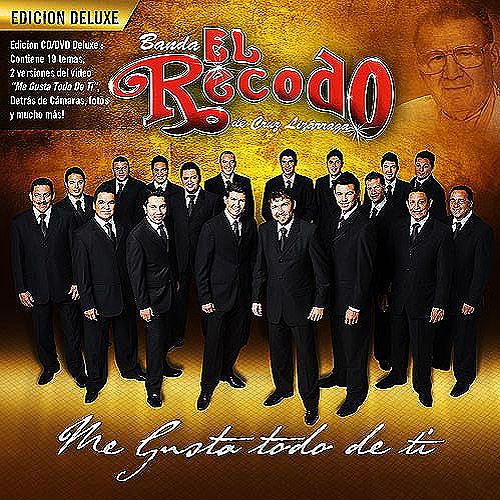 EDICION DELUXE
Edicion CD/DVD Deluxe:
Contiene 19 temas,
2 versiones del video
"Me Gusta Todo De Ti",
Detrás de Cámaras, fotos
y mucho más!
Banda EL
Recodo
de Cruz Lizárraga
Me Gusta todo de ti